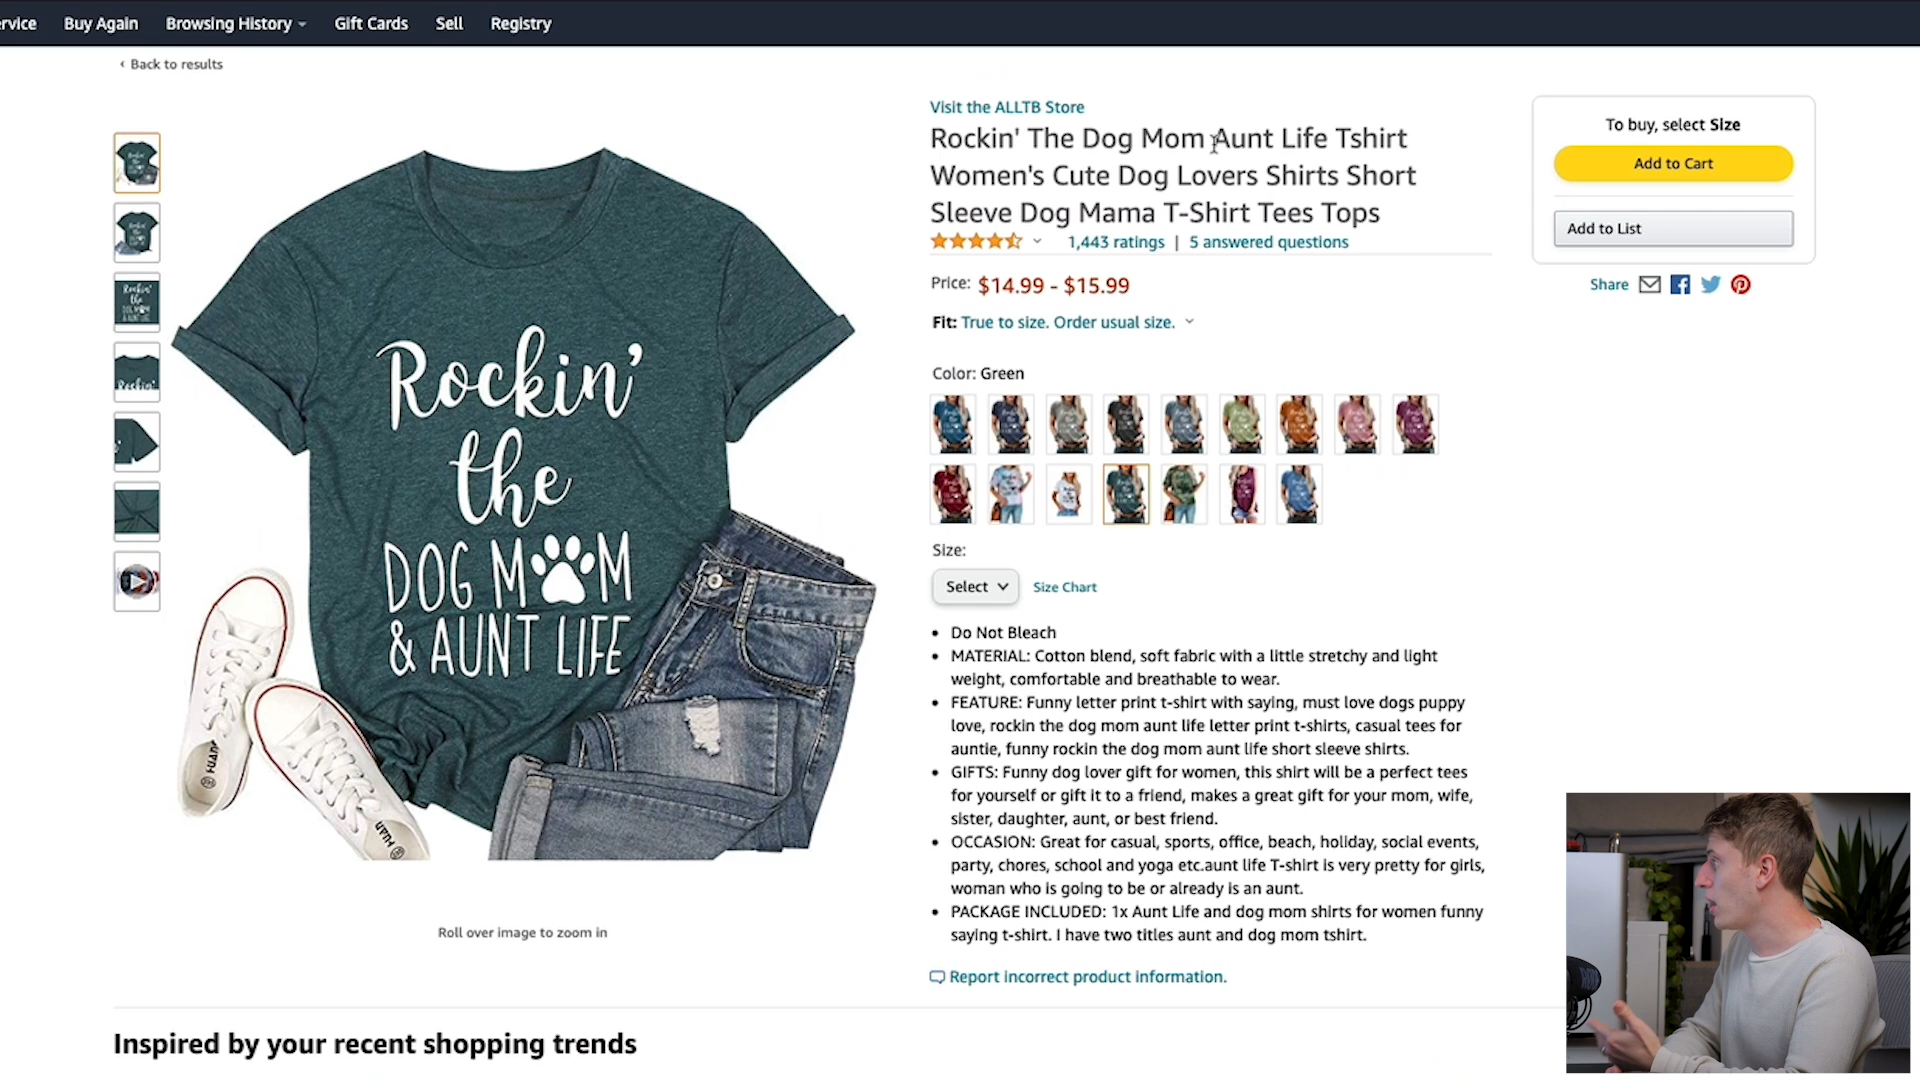 Buy Again
Browsing History
Gift Cards
Sell
Registry
‹ Back to results
Visit the ALLTB Store
Rockin' The Dog Mom Aunt Life Tshirt
Women's Cute Dog Lovers Shirts Short
Sleeve Dog Mama T-Shirt Tees Tops
1,443 ratings | 5 answered questions
Price: $14.99 - $15.99
Fit: True to size. Order usual size.
Color: Green
Size:
Select
Size Chart
• Do Not Bleach
• MATERIAL: Cotton blend, soft fabric with a little stretchy and light
weight, comfortable and breathable to wear.
• FEATURE: Funny letter print t-shirt with saying, must love dogs puppy
love, rockin the dog mom aunt life letter print t-shirts, casual tees for
auntie, funny rockin the dog mom aunt life short sleeve shirts.
• GIFTS: Funny dog lover gift for women, this shirt will be a perfect tees
for yourself or gift it to a friend, makes a great gift for your mom, wife,
sister, daughter, aunt, or best friend.
• OCCASION: Great for casual, sports, office, beach, holiday, social events,
party, chores, school and yoga etc.aunt life T-shirt is very pretty for girls,
woman who is going to be or already is an aunt.
• PACKAGE INCLUDED: 1x Aunt Life and dog mom shirts for women funny
saying t-shirt. I have two titles aunt and dog mom tshirt.
Report incorrect product information.
To buy, select Size
Add to Cart
Add to List
Share
Rockin'
the
DOG M M
& AUNT LIFE
Roll over image to zoom in
Inspired by your recent shopping trends